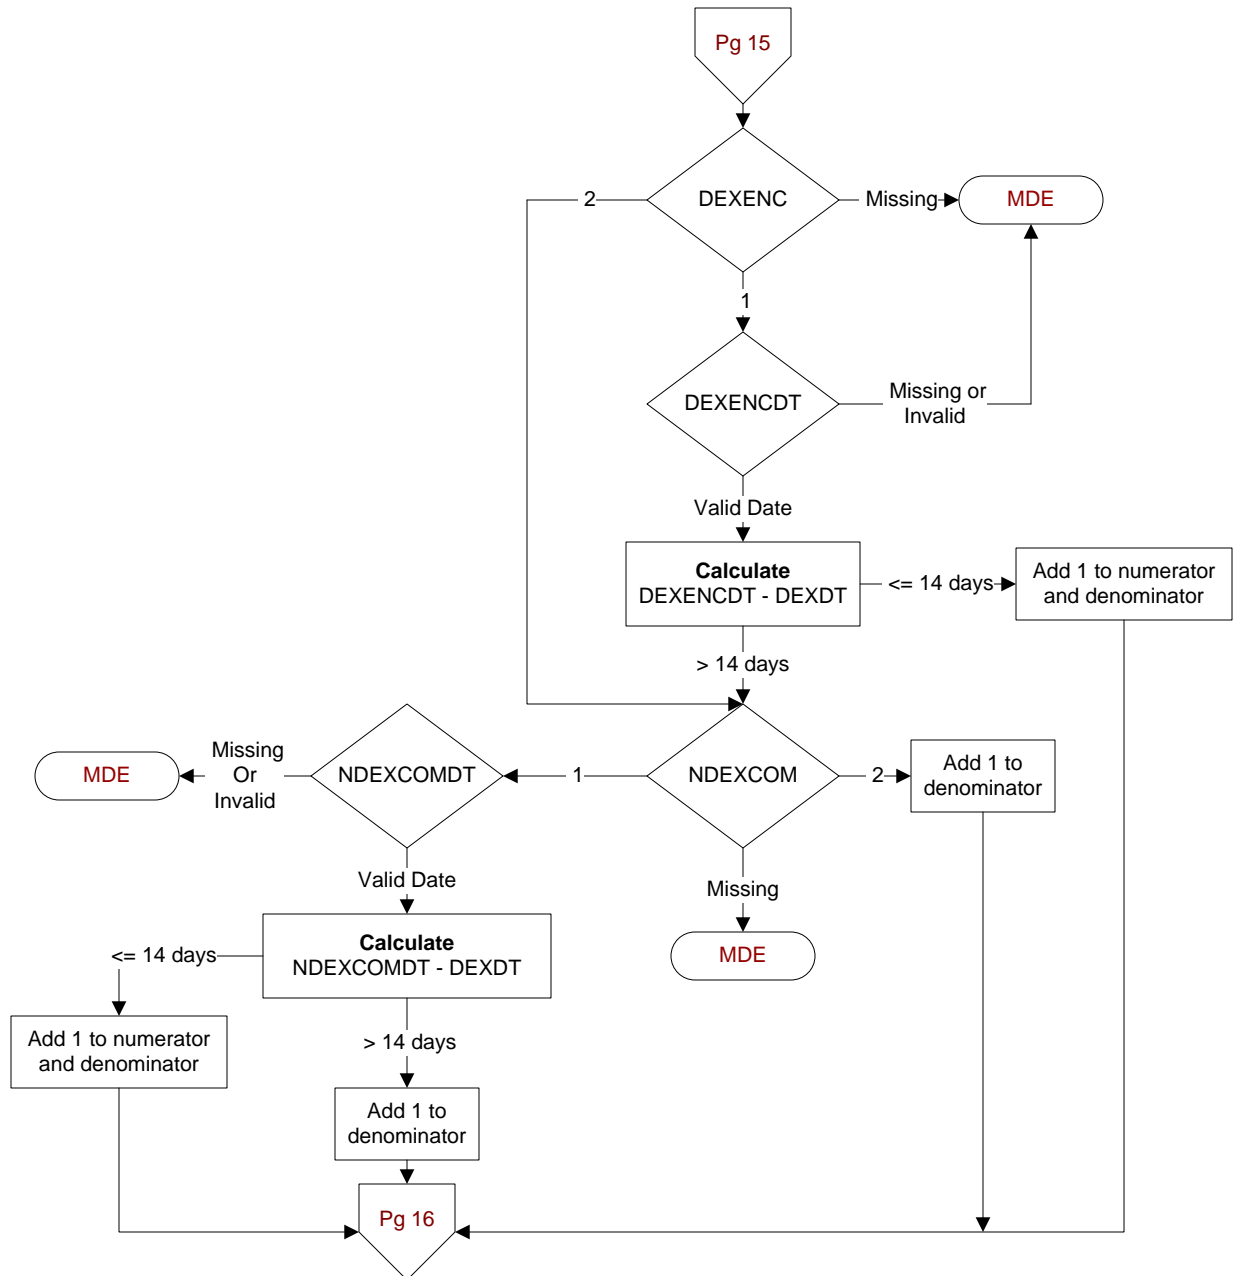 Pg 15
DEXENC
2
Missing
MDE
1
DEXENCDT
Missing or
Invalid
Valid Date
Calculate
DEXENCDT - DEXDT
<= 14 days
Add 1 to numerator
and denominator
> 14 days
NDEXCOM
1
2
Add 1 to
denominator
Missing
MDE
NDEXCOMDT
Missing
Or
Invalid
MDE
Valid Date
Calculate
NDEXCOMDT - DEXDT
<= 14 days
Add 1 to numerator
and denominator
> 14 days
Add 1 to
denominator
Pg 16